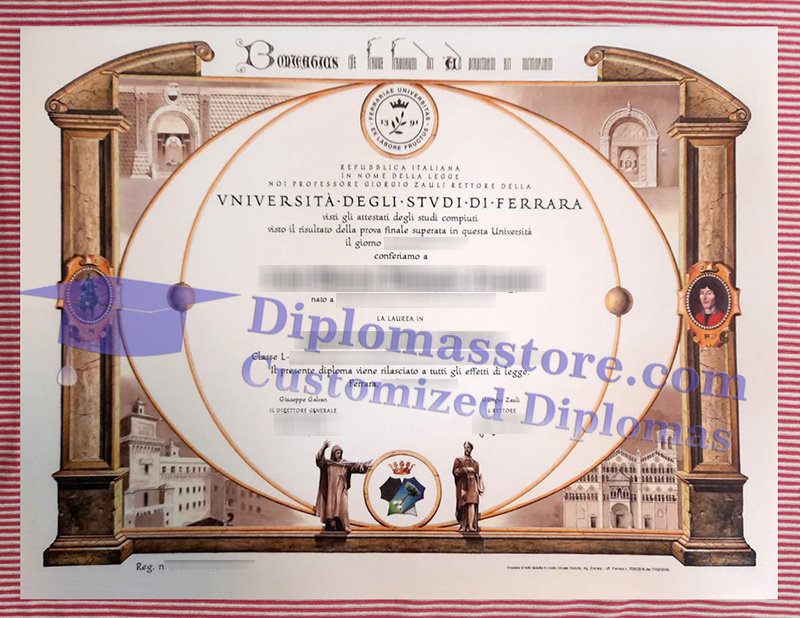 FERRARIAE UNIVERSITAS
1391
EX LABORE FRUCTUS
REPUBBLICA ITALIANA
IN NOME DELLA LEGGE
NOI PROFESSORE GIORGIO ZAULI RETTORE DELLA
VNIVERSITÀ·DEGLI·STVDI·DI·FERRARA
visti gli attestati degli studi compiuti
visto il risultato della prova finale superata in questa Università
il giorno
conferiamo a
nato a
LA LAUREA IN
Diplomasstore.com
Classe L-
Il presente diploma viene rilasciato a tutti gli effetti di legge.
Customized Diplomas
Ferrara,
Giuseppe Galvan Giorgio Zauli
IL DIRETTORE GENERALE IL RETTORE
Reg. n.